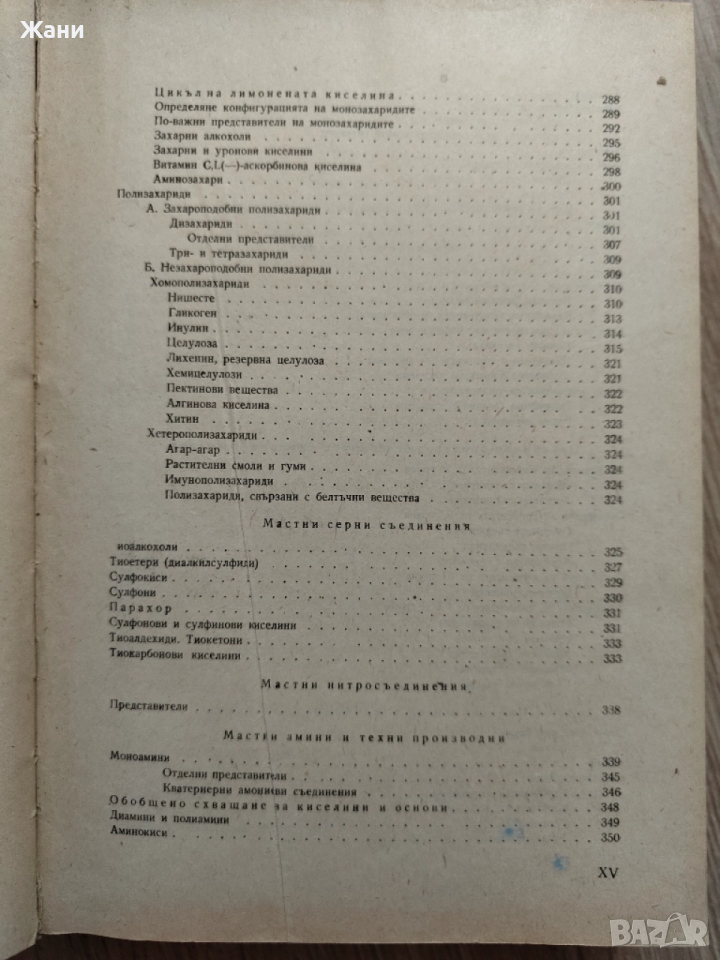 Жани
Цикъл на лимонената киселина . . . 288
Определяне конфигурацията на монозахаридите . . . 289
По-важни представители на монозахаридите . . . 292
Захарни алкохоли . . . 295
Захарни и уронови киселини . . . 296
Витамин C,L(—)-аскорбинова киселина . . . 298
Аминозахари . . . 300
Полизахариди . . . 301
А. Захароподобни полизахариди . . . 301
Дизахариди . . . 301
Отделни представители . . . 307
Три- и тетразахариди . . . 309
Б. Незахароподобни полизахариди . . . 309
Хомополизахариди . . . 310
Нишесте . . . 310
Гликоген . . . 313
Инулин . . . 314
Целулоза . . . 315
Лихенин, резервна целулоза . . . 321
Хемицелулози . . . 321
Пектинови вещества . . . 322
Алгинова киселина . . . 322
Хитин . . . 323
Хетерополизахариди . . . 324
Агар-агар . . . 324
Растителни смоли и гуми . . . 324
Имунополизахариди . . . 324
Полизахариди, свързани с белтъчни вещества . . . 324
Мастни серни съединения
иоалкохоли . . . 325
Тиоетери (диалкилсулфиди) . . . 327
Сулфокиси . . . 329
Сулфони . . . 330
Парахор . . . 331
Сулфонови и сулфинови киселини . . . 331
Тиоалдехиди. Тиокетони . . . 333
Тиокарбонови киселини . . . 333
Мастни нитросъединения
Представители . . . 338
Мастни амини и техни производни
Моноамини . . . 339
Отделни представители . . . 345
Кватернерни амониеви съединения . . . 346
Обобщено схващане за киселини и основи . . . 348
Диамини и полиамини . . . 349
Аминокиси . . . 350
XV
BAZAR